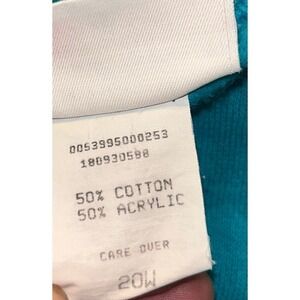 0053995000253
180930588
50% COTTON
50% ACRYLIC
CARE OVER
20W